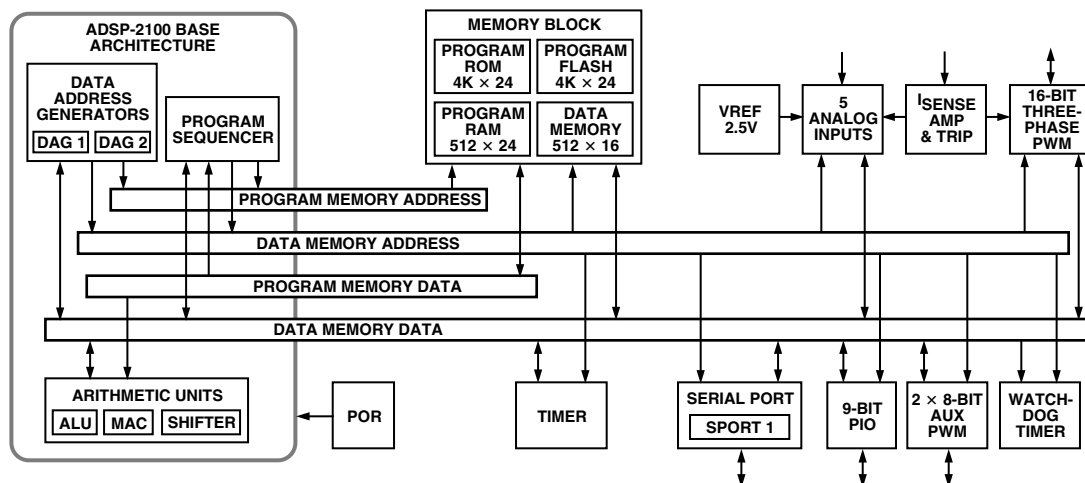 ADSP-2100 BASE
ARCHITECTURE
DATA
ADDRESS
GENERATORS
DAG 1
DAG 2
PROGRAM
SEQUENCER
MEMORY BLOCK
PROGRAM
ROM
4K × 24
PROGRAM
FLASH
4K × 24
PROGRAM
RAM
512 × 24
DATA
MEMORY
512 × 16
VREF
2.5V
5
ANALOG
INPUTS
ISENSE
AMP
& TRIP
16-BIT
THREE-
PHASE
PWM
PROGRAM MEMORY ADDRESS
DATA MEMORY ADDRESS
PROGRAM MEMORY DATA
DATA MEMORY DATA
ARITHMETIC UNITS
ALU
MAC
SHIFTER
POR
TIMER
SERIAL PORT
SPORT 1
9-BIT
PIO
2 × 8-BIT
AUX
PWM
WATCH-
DOG
TIMER